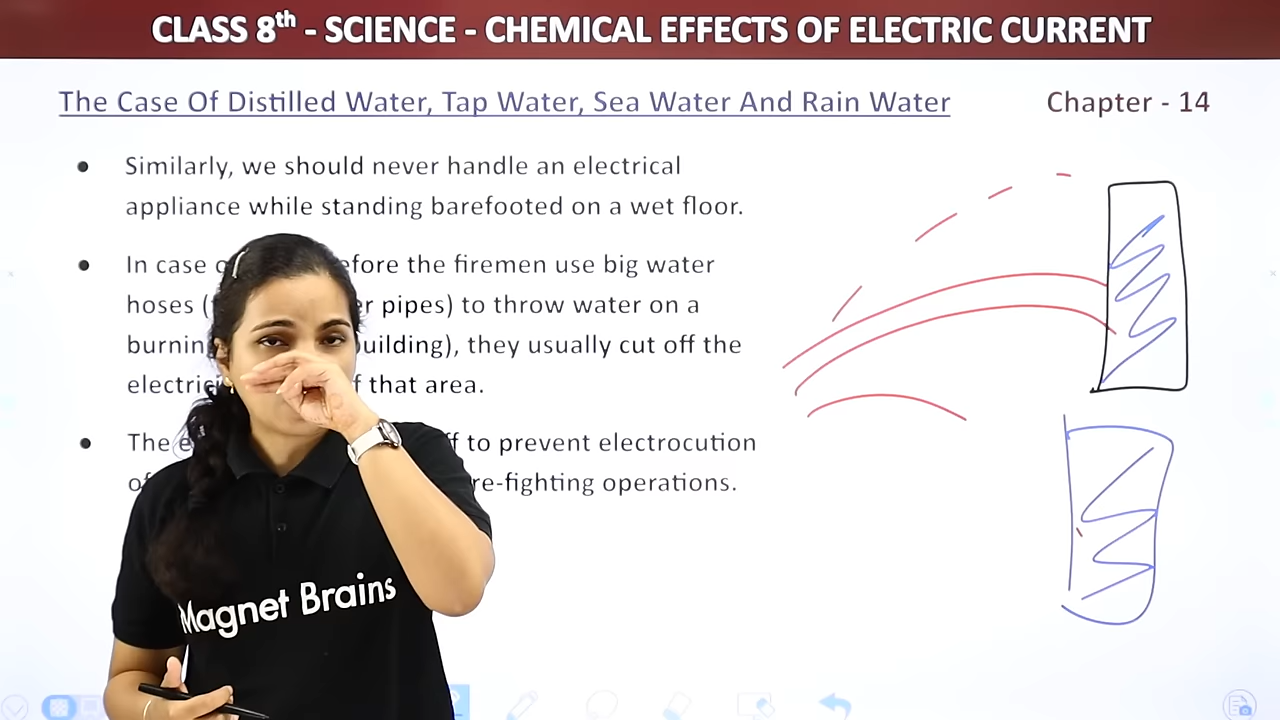 CLASS 8th - SCIENCE - CHEMICAL EFFECTS OF ELECTRIC CURRENT
The Case Of Distilled Water, Tap Water, Sea Water And Rain Water
Chapter - 14
Similarly, we should never handle an electrical
appliance while standing barefooted on a wet floor.
In case efore the firemen use big water
hoses ( r pipes) to throw water on a
burning uilding), they usually cut off the
electrici f that area.
The e ff to prevent electrocution
of re-fighting operations.
Magnet Brains